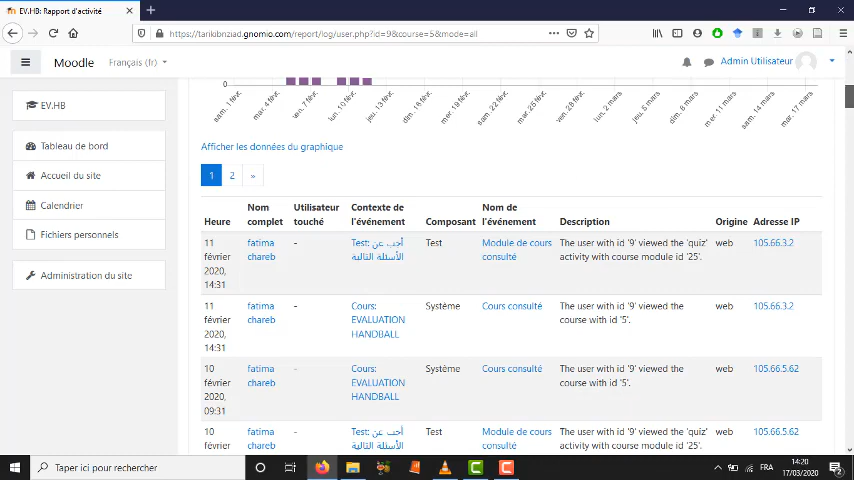 EV.HB: Rapport d'activité
https://tarikibnziad.gnomio.com/report/log/user.php?id=9&course=5&mode=all
Moodle
Français (fr)
Admin Utilisateur
EV.HB
Tableau de bord
Accueil du site
Calendrier
Fichiers personnels
Administration du site
0
sam. 1 févr.
mar. 4 févr.
ven. 7 févr.
lun. 10 févr.
jeu. 13 févr.
dim. 16 févr.
mer. 19 févr.
sam. 22 févr.
mar. 25 févr.
ven. 28 févr.
lun. 2 mars
jeu. 5 mars
dim. 8 mars
mer. 11 mars
sam. 14 mars
mar. 17 mars
Afficher les données du graphique
1 2 »
Heure
Nom complet
Utilisateur touché
Contexte de l'événement
Composant
Nom de l'événement
Description
Origine
Adresse IP
11 février 2020, 14:31
fatima chareb
-
Test: أجب عن الأسئلة التالية
Test
Module de cours consulté
The user with id '9' viewed the 'quiz' activity with course module id '25'.
web
105.66.3.2
11 février 2020, 14:31
fatima chareb
-
Cours: EVALUATION HANDBALL
Système
Cours consulté
The user with id '9' viewed the course with id '5'.
web
105.66.3.2
10 février 2020, 09:31
fatima chareb
-
Cours: EVALUATION HANDBALL
Système
Cours consulté
The user with id '9' viewed the course with id '5'.
web
105.66.5.62
10 février
fatima chareb
-
Test: أجب عن الأسئلة التالية
Test
Module de cours consulté
The user with id '9' viewed the 'quiz' activity with course module id '25'.
web
105.66.5.62
Taper ici pour rechercher
FRA
14:20
17/03/2020
2